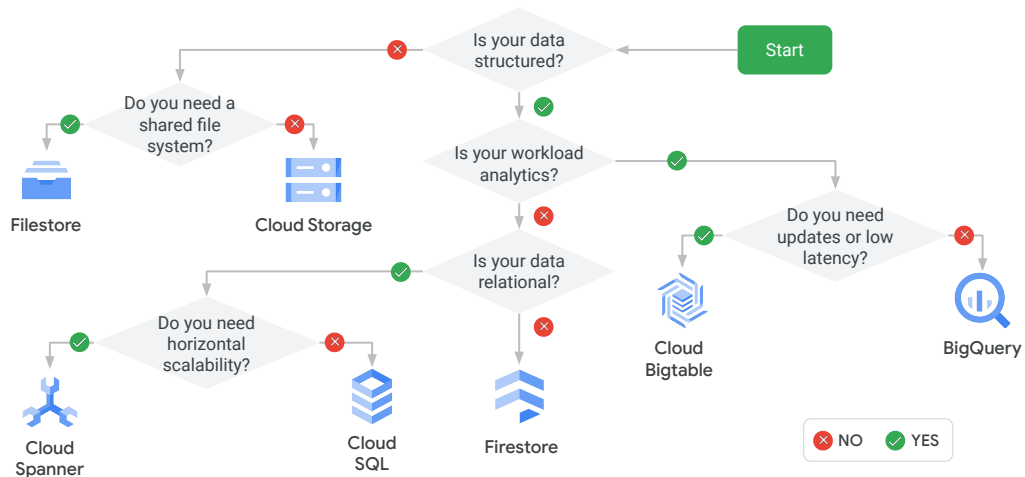 Is your data
structured?
Start
Do you need a
shared file
system?
Is your workload
analytics?
Filestore
Cloud Storage
Do you need
updates or low
latency?
Is your data
relational?
Do you need
horizontal
scalability?
Cloud
Bigtable
BigQuery
Cloud
Spanner
Cloud
SQL
Firestore
NO
YES